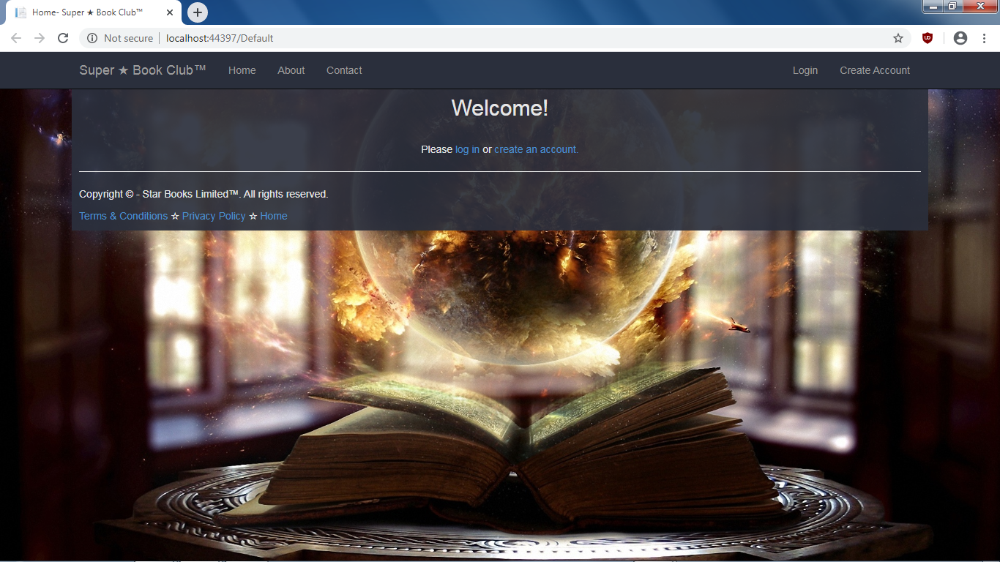 Home- Super ★ Book Club™
Not secure | localhost:44397/Default
Super ★ Book Club™ Home About Contact Login Create Account
Welcome!
Please log in or create an account.
Copyright © - Star Books Limited™. All rights reserved.
Terms & Conditions ☆ Privacy Policy ☆ Home